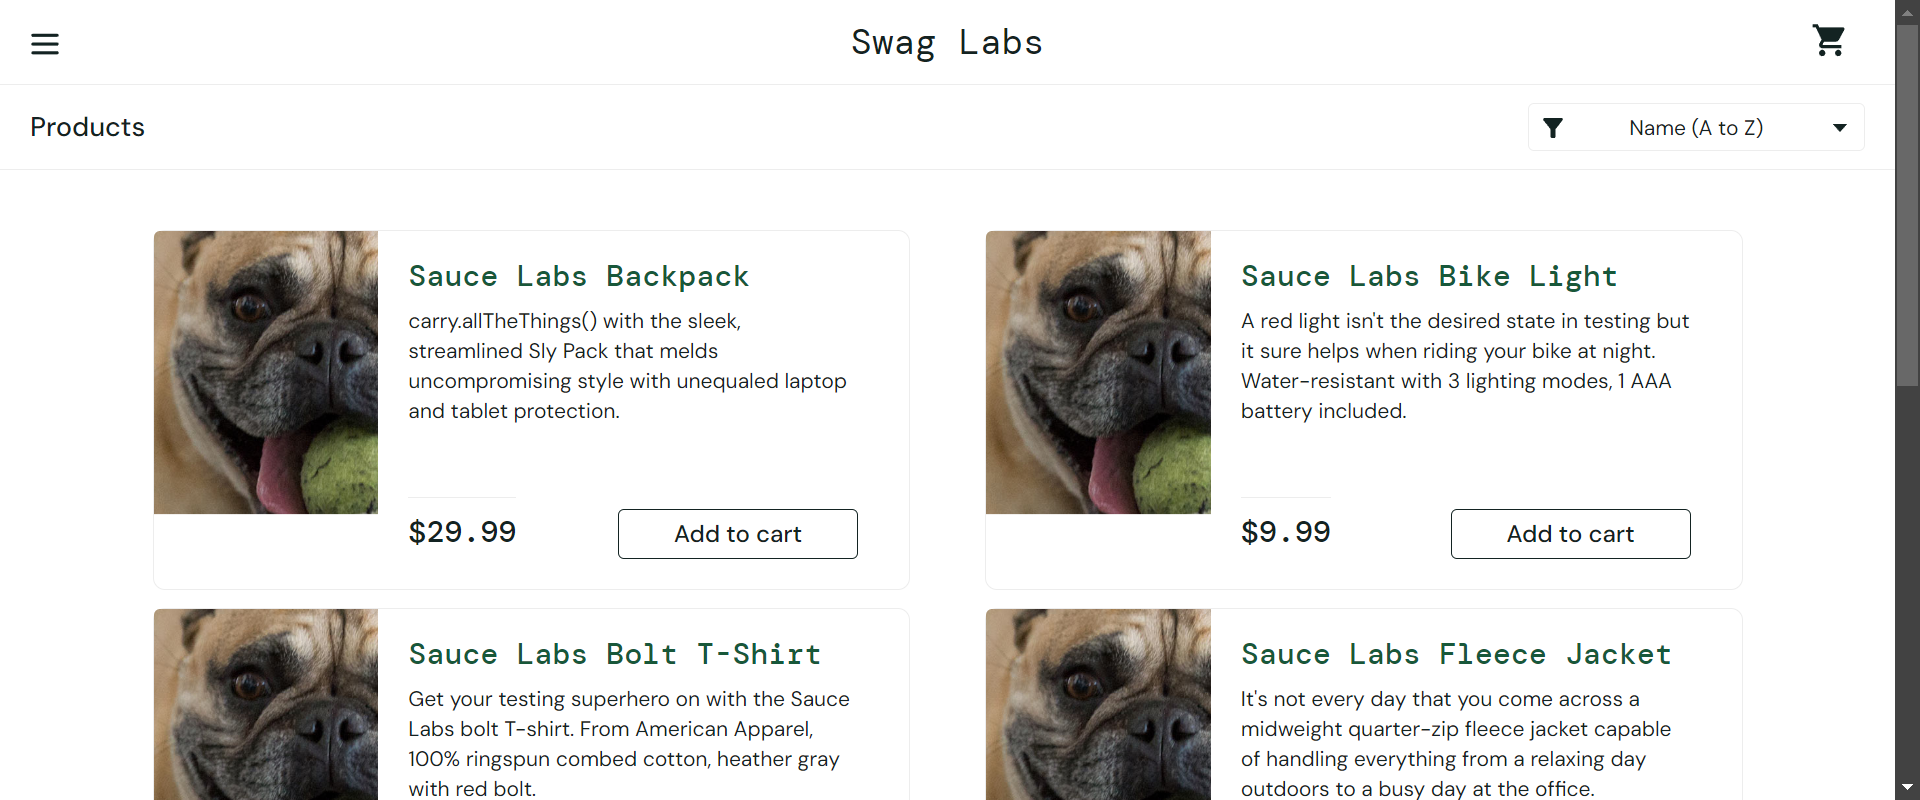 Swag Labs
Products
Name (A to Z)
Sauce Labs Backpack
carry.allTheThings() with the sleek,
streamlined Sly Pack that melds
uncompromising style with unequaled laptop
and tablet protection.
$29.99
Add to cart
Sauce Labs Bike Light
A red light isn't the desired state in testing but
it sure helps when riding your bike at night.
Water-resistant with 3 lighting modes, 1 AAA
battery included.
$9.99
Add to cart
Sauce Labs Bolt T-Shirt
Get your testing superhero on with the Sauce
Labs bolt T-shirt. From American Apparel,
100% ringspun combed cotton, heather gray
with red bolt.
Sauce Labs Fleece Jacket
It's not every day that you come across a
midweight quarter-zip fleece jacket capable
of handling everything from a relaxing day
outdoors to a busy day at the office.